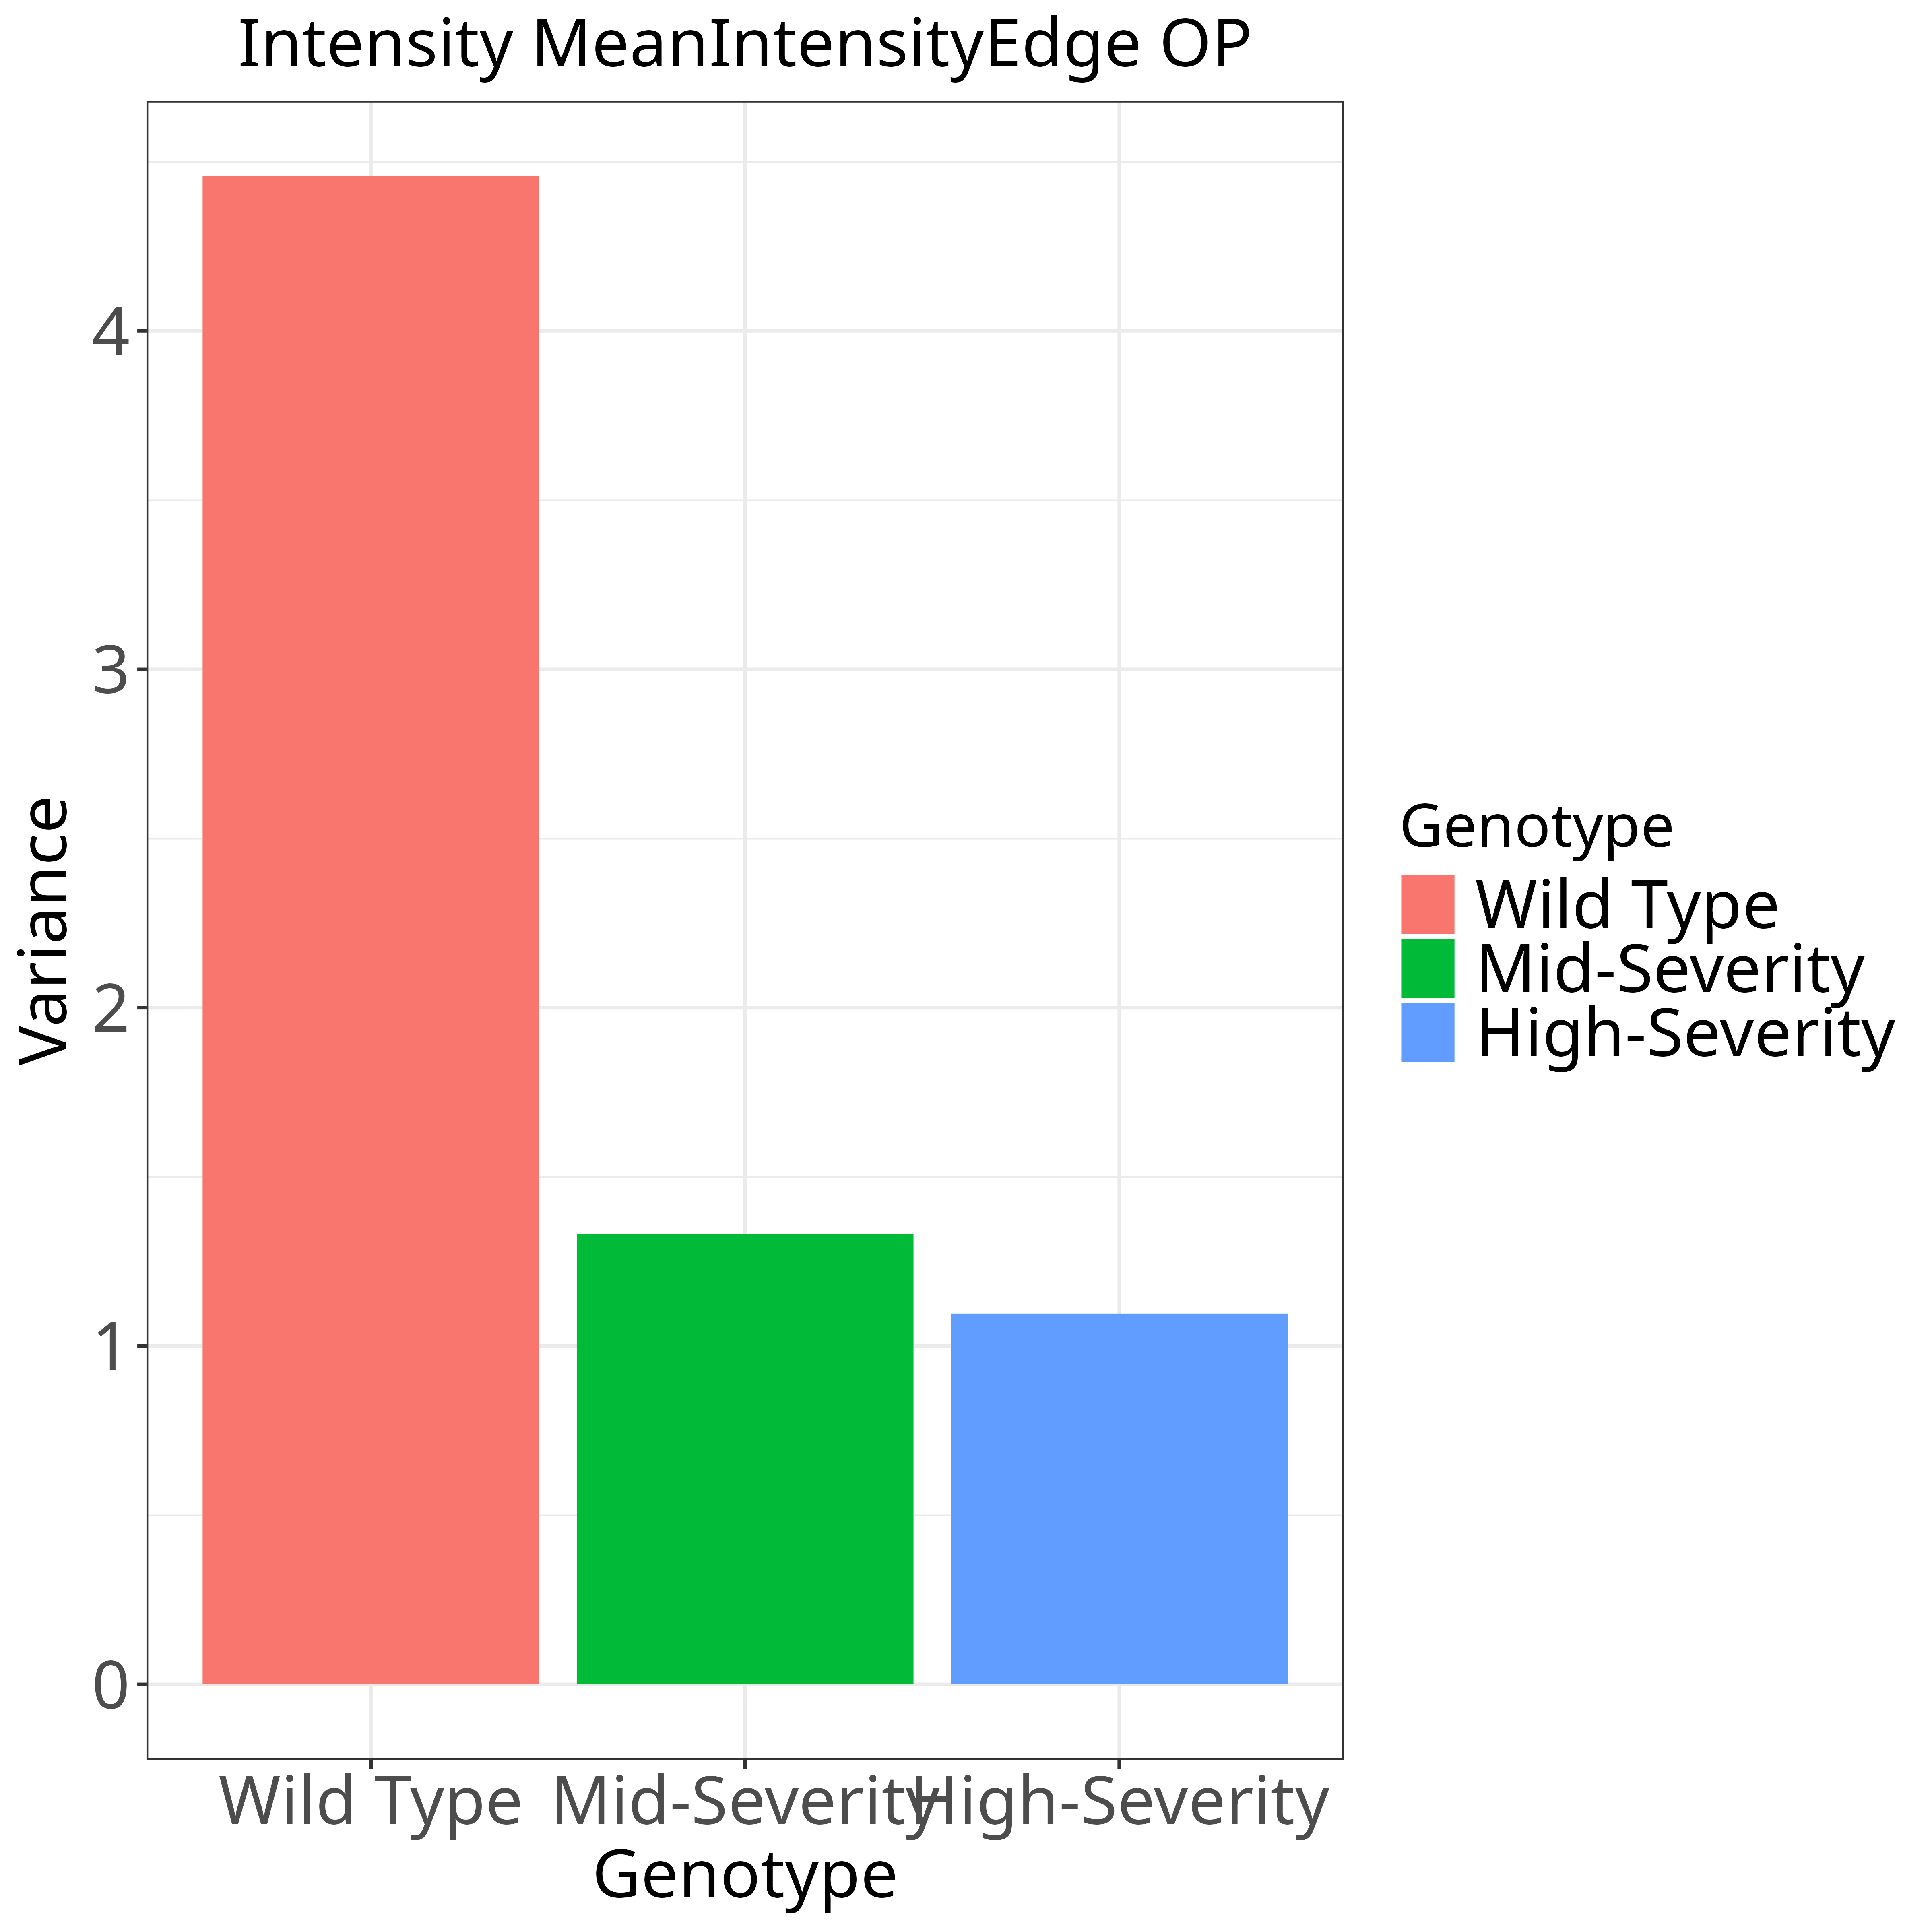 Intensity MeanIntensityEdge OP
Variance
4
3
2
1
0
Wild Type Mid-Severity High-Severity
Genotype
Genotype
Wild Type
Mid-Severity
High-Severity